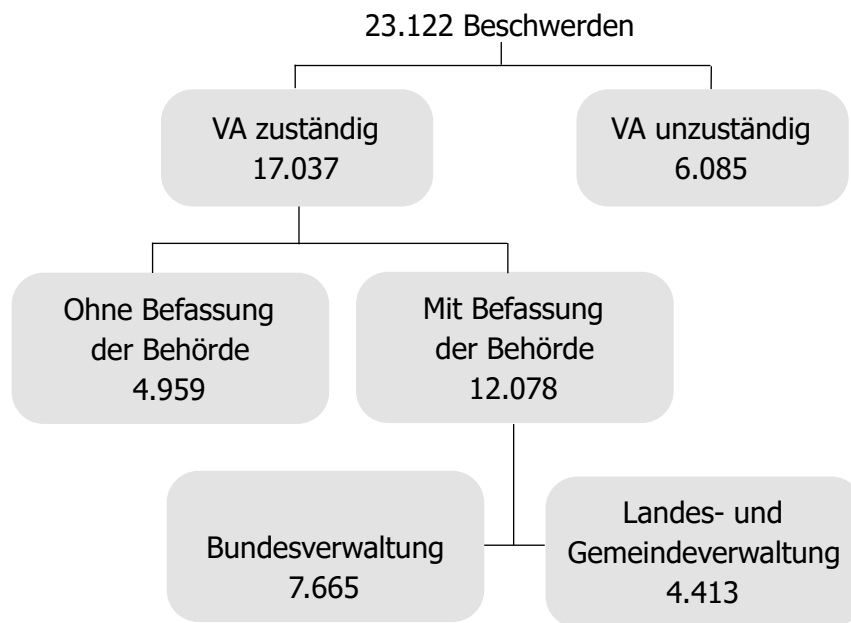 23.122 Beschwerden
VA zuständig
17.037
VA unzuständig
6.085
Ohne Befassung
der Behörde
4.959
Mit Befassung
der Behörde
12.078
Bundesverwaltung
7.665
Landes- und
Gemeindeverwaltung
4.413